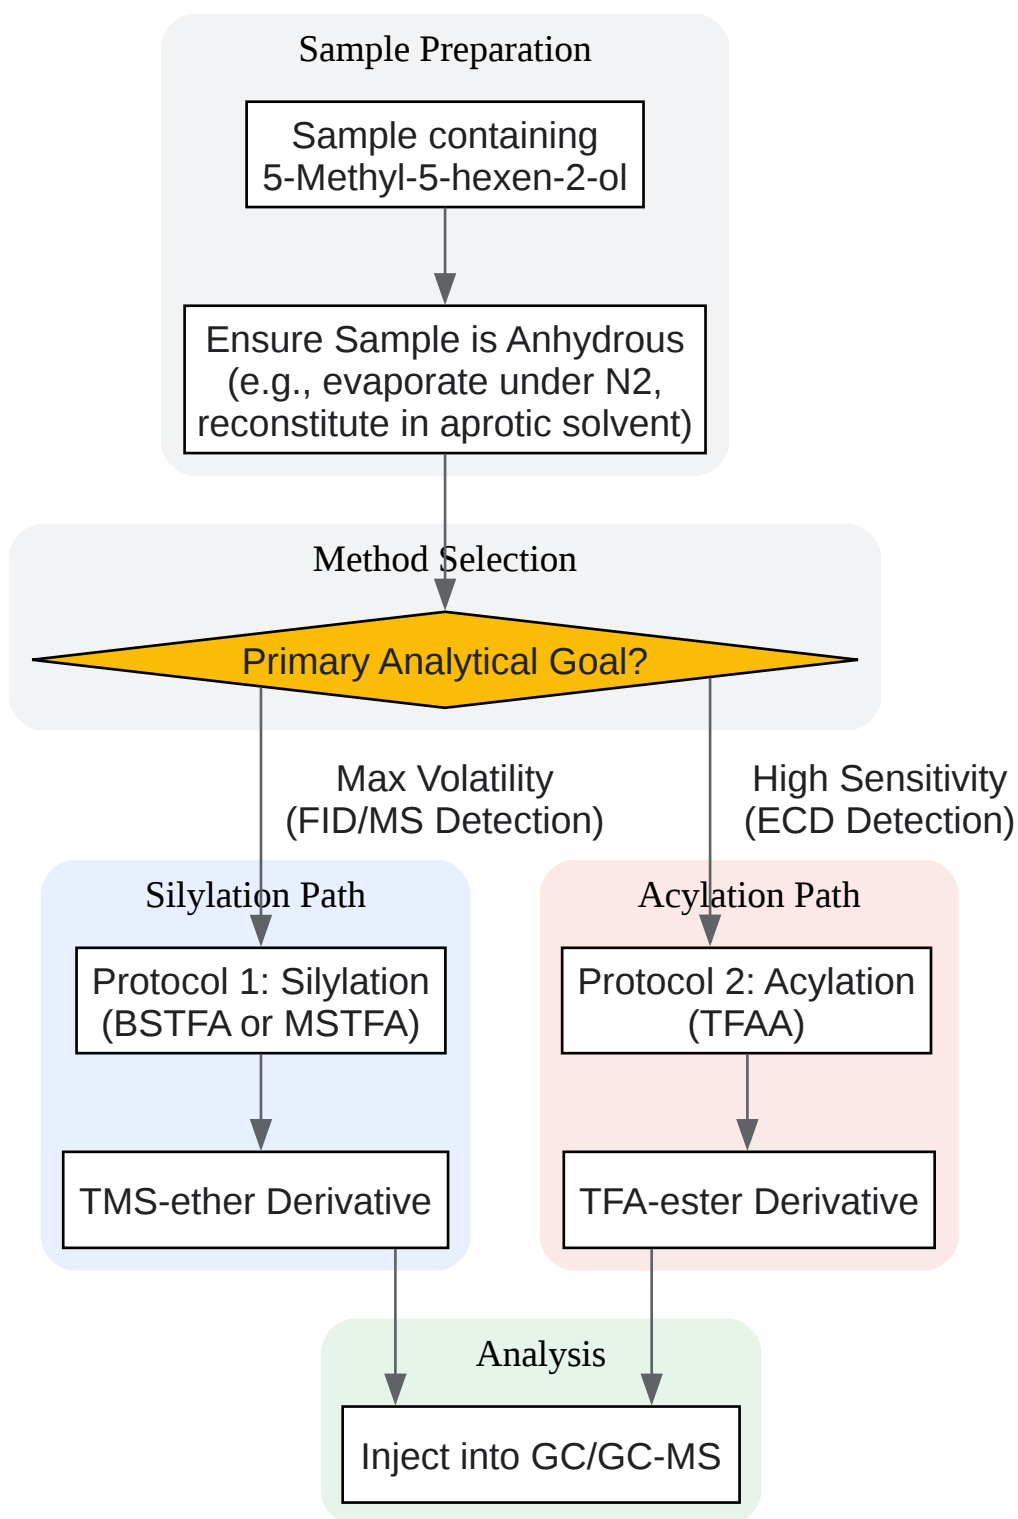 Sample Preparation
Sample containing
5-Methyl-5-hexen-2-ol
Ensure Sample is Anhydrous
(e.g., evaporate under N2,
reconstitute in aprotic solvent)
Method Selection
Primary Analytical Goal?
Max Volatility
(FID/MS Detection)
High Sensitivity
(ECD Detection)
Silylation Path
Protocol 1: Silylation
(BSTFA or MSTFA)
TMS-ether Derivative
Acylation Path
Protocol 2: Acylation
(TFAA)
TFA-ester Derivative
Analysis
Inject into GC/GC-MS